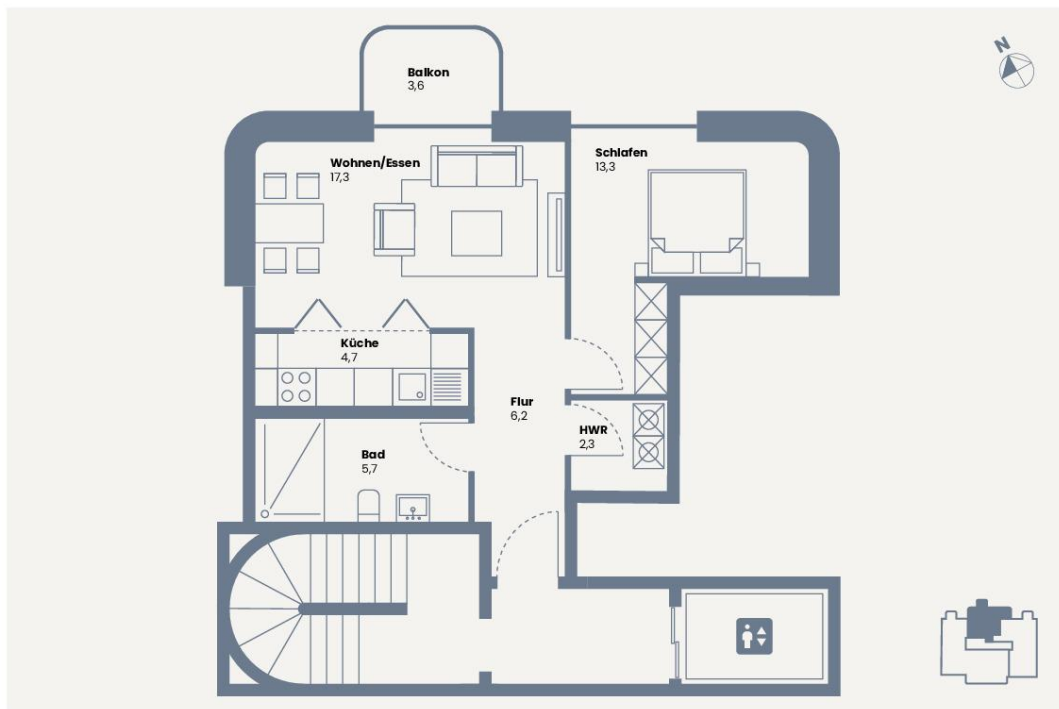 N
Balkon
3,6
Wohnen/Essen
17,3
Schlafen
13,3
Küche
4,7
Flur
6,2
HWR
2,3
Bad
5,7